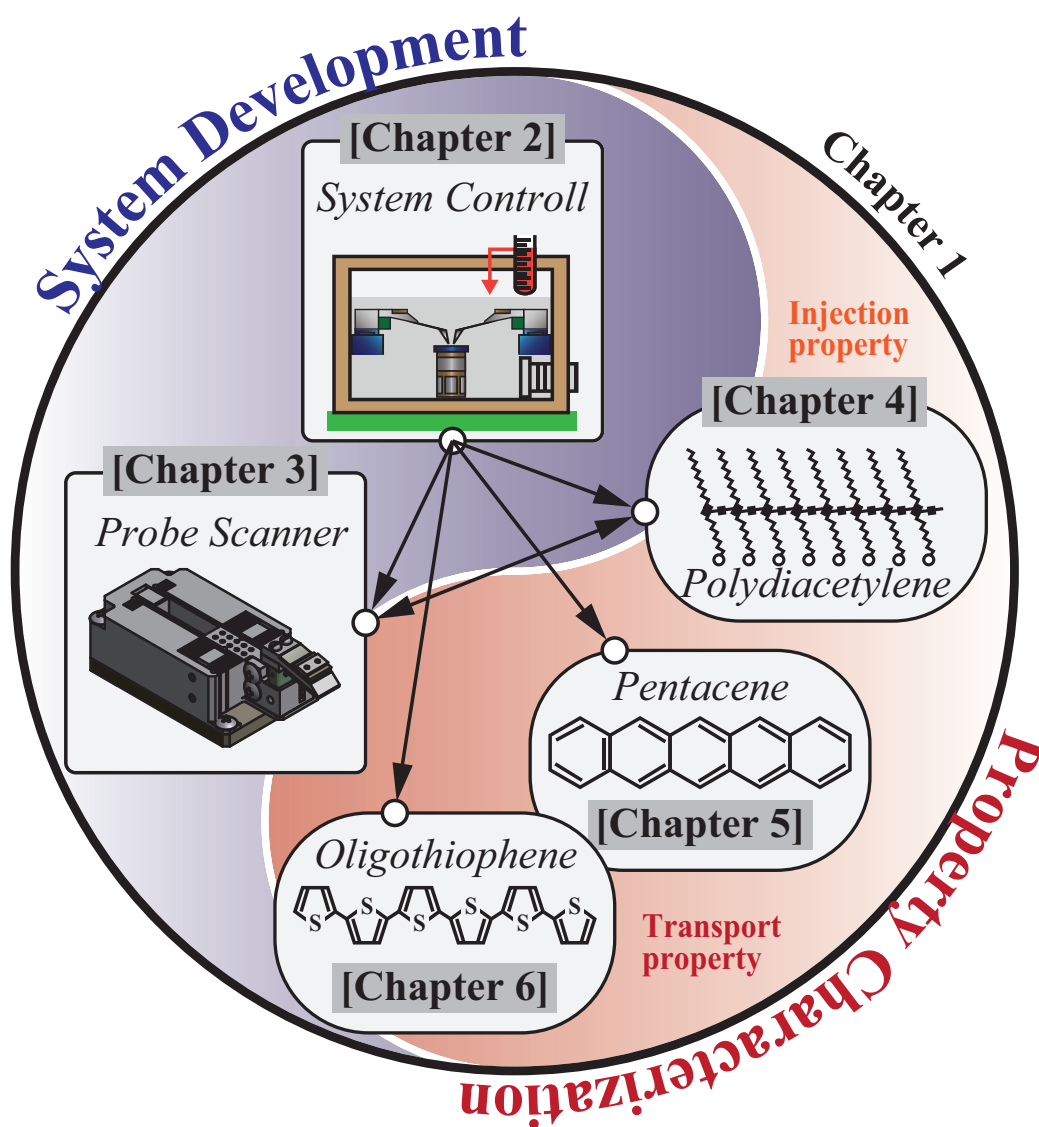 System Development
[Chapter 2]
System Controll
Chapter 1
Injection
property
[Chapter 4]
Polydiacetylene
[Chapter 3]
Probe Scanner
Pentacene
[Chapter 5]
Oligothiophene
S S S S S S
[Chapter 6]
Transport
property
Property Characterization